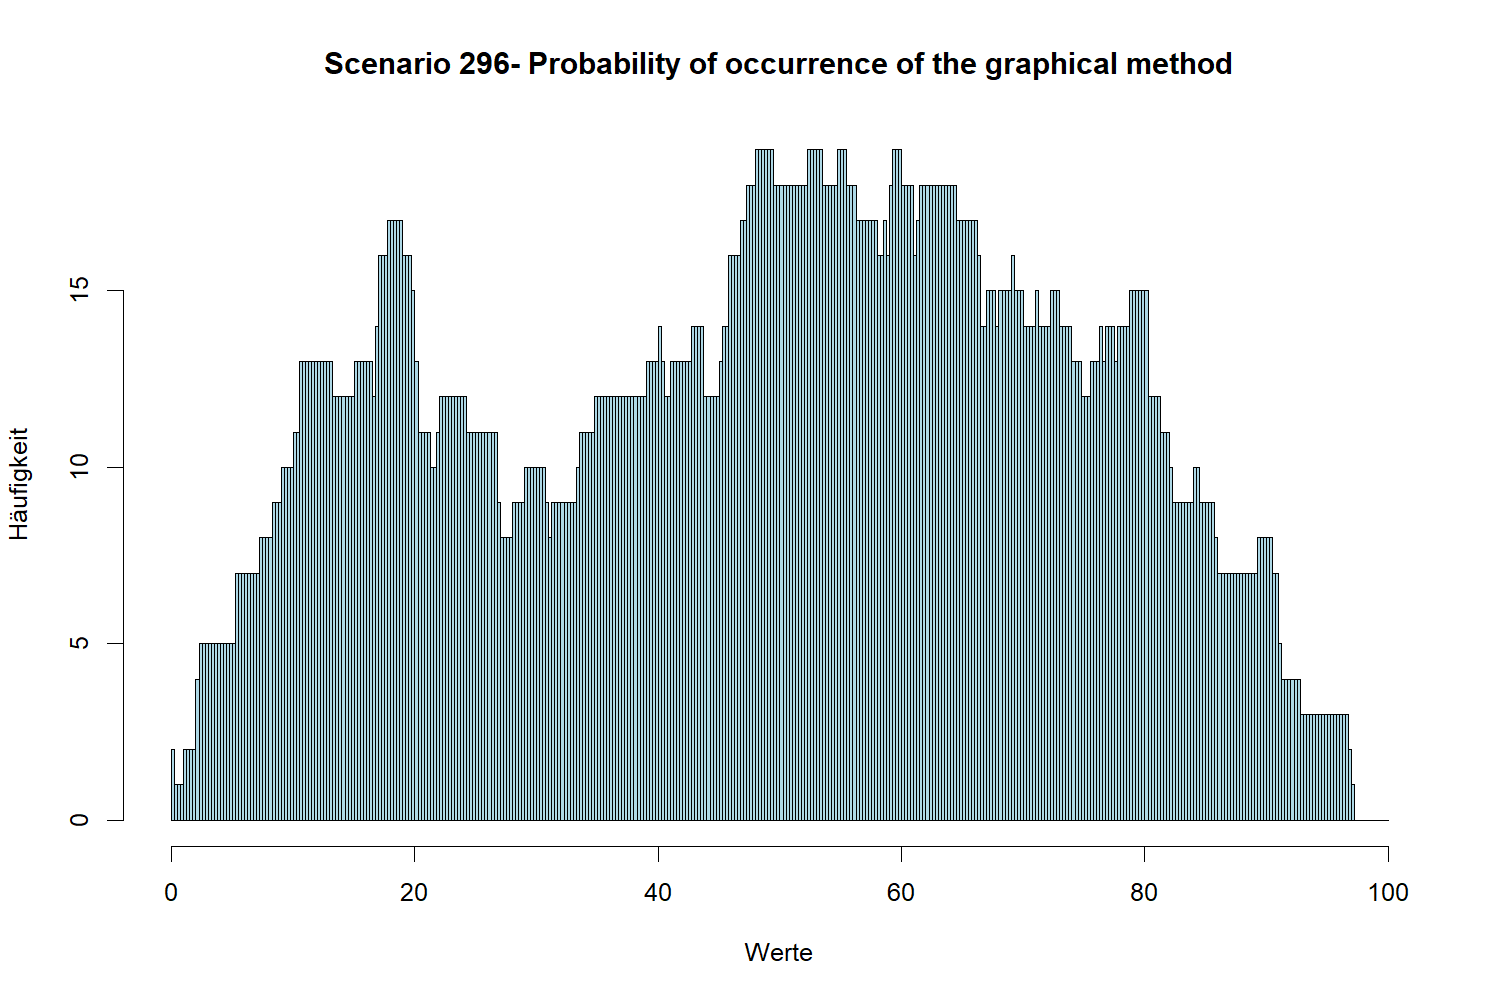 Scenario 296- Probability of occurrence of the graphical method
Häufigkeit
15
10
5
0
0 20 40 60 80 100
Werte